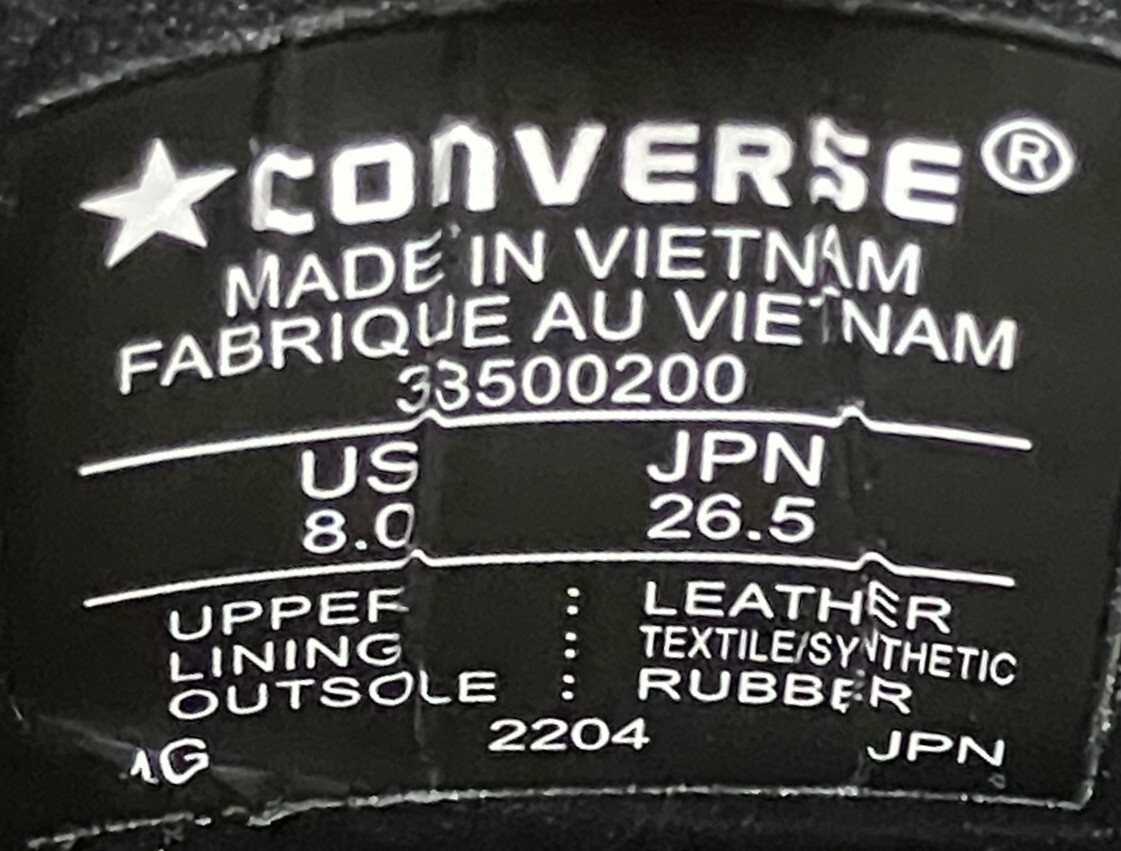 ★CONVERSE®
MADE IN VIETNAM
FABRIQUE AU VIETNAM
33500200
US JPN
8.0 26.5
UPPER : LEATHER
LINING : TEXTILE/SYNTHETIC
OUTSOLE : RUBBER
2204 JPN